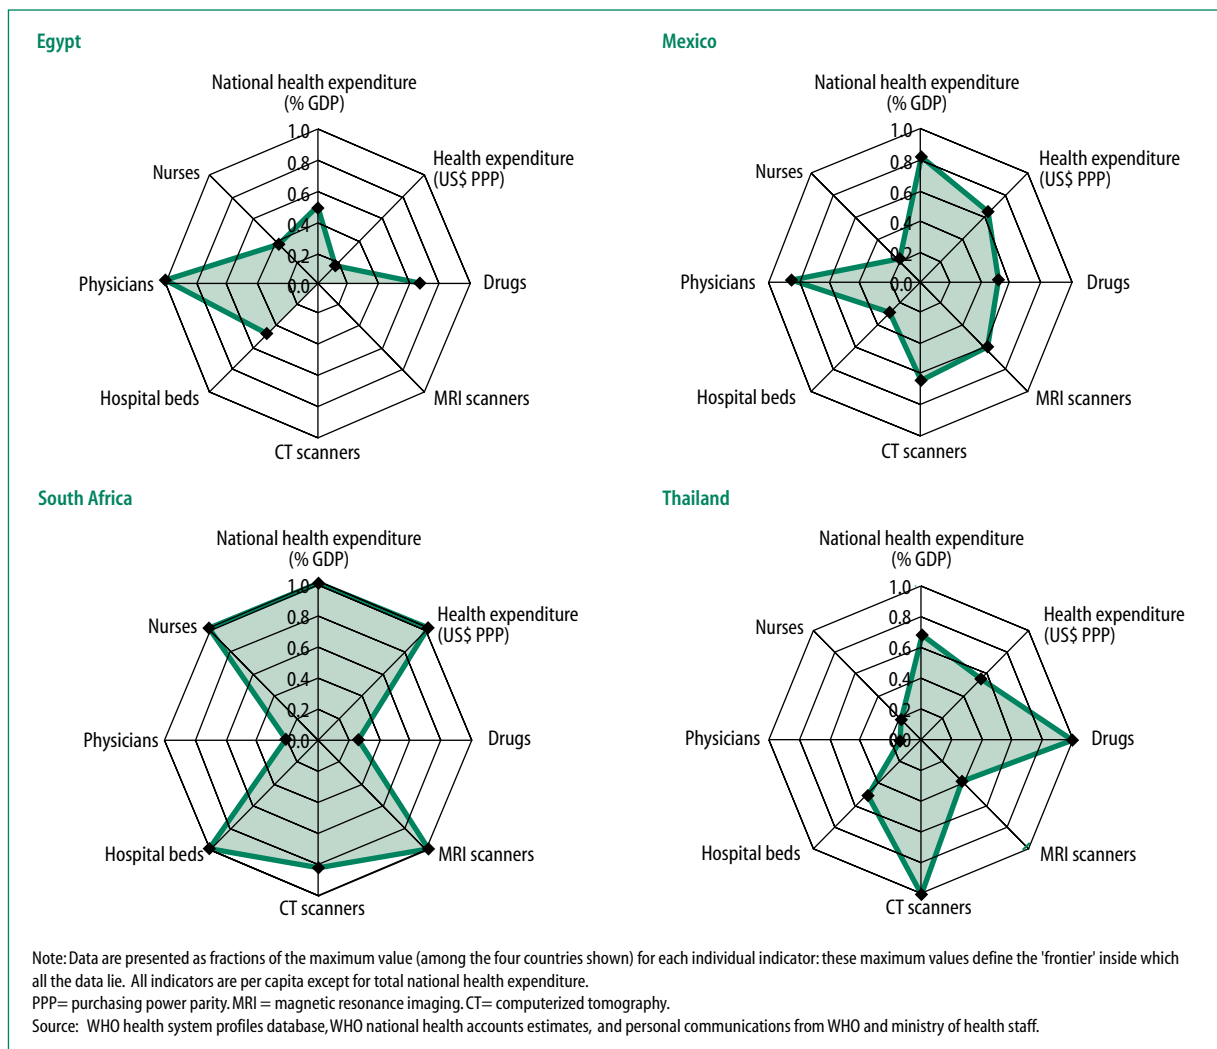 Egypt
National health expenditure
(% GDP)
1.0
0.8
0.6
0.4
0.2
0.0
Health expenditure
(US$ PPP)
Drugs
MRI scanners
CT scanners
Hospital beds
Physicians
Nurses
Mexico
National health expenditure
(% GDP)
1.0
0.8
0.6
0.4
0.2
0.0
Health expenditure
(US$ PPP)
Drugs
MRI scanners
CT scanners
Hospital beds
Physicians
Nurses
South Africa
National health expenditure
(% GDP)
1.0
0.8
0.6
0.4
0.2
0.0
Health expenditure
(US$ PPP)
Drugs
MRI scanners
CT scanners
Hospital beds
Physicians
Nurses
Thailand
National health expenditure
(% GDP)
1.0
0.8
0.6
0.4
0.2
0.0
Health expenditure
(US$ PPP)
Drugs
MRI scanners
CT scanners
Hospital beds
Physicians
Nurses
Note: Data are presented as fractions of the maximum value (among the four countries shown) for each individual indicator: these maximum values define the 'frontier' inside which
all the data lie. All indicators are per capita except for total national health expenditure.
PPP= purchasing power parity. MRI = magnetic resonance imaging. CT= computerized tomography.
Source: WHO health system profiles database, WHO national health accounts estimates, and personal communications from WHO and ministry of health staff.